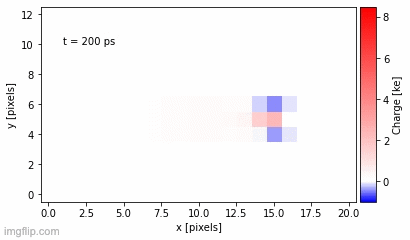 12
10
8
6
4
2
0
y [pixels]
t = 200 ps
0.0 2.5 5.0 7.5 10.0 12.5 15.0 17.5 20.0
x [pixels]
8
6
4
2
0
Charge [ke]
imgflip.com